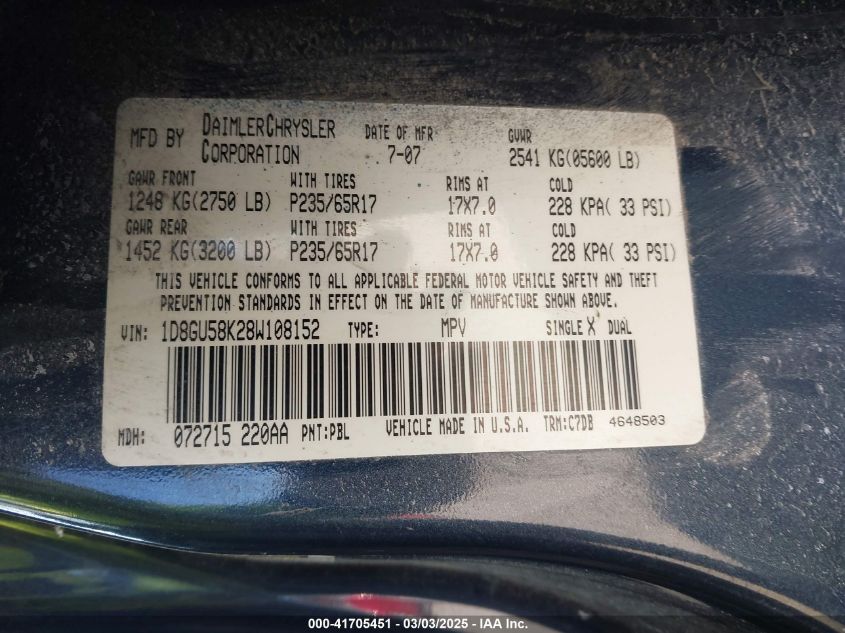 MFD BY DAIMLERCHRYSLER CORPORATION DATE OF MFR 7-07 GVWR 2541 KG(05600 LB)
GAWR FRONT WITH TIRES RIMS AT COLD
1248 KG(2750 LB) P235/65R17 17X7.0 228 KPA( 33 PSI)
GAWR REAR WITH TIRES RIMS AT COLD
1452 KG(3200 LB) P235/65R17 17X7.0 228 KPA( 33 PSI)
THIS VEHICLE CONFORMS TO ALL APPLICABLE FEDERAL MOTOR VEHICLE SAFETY AND THEFT
PREVENTION STANDARDS IN EFFECT ON THE DATE OF MANUFACTURE SHOWN ABOVE.
VIN: 1D8GU58K28W108152 TYPE: MPV SINGLE X DUAL
MDH: 072715 220AA PNT:PBL VEHICLE MADE IN U.S.A. TRM:C7DB 4648503
000-41705451 - 03/03/2025 - IAA Inc.